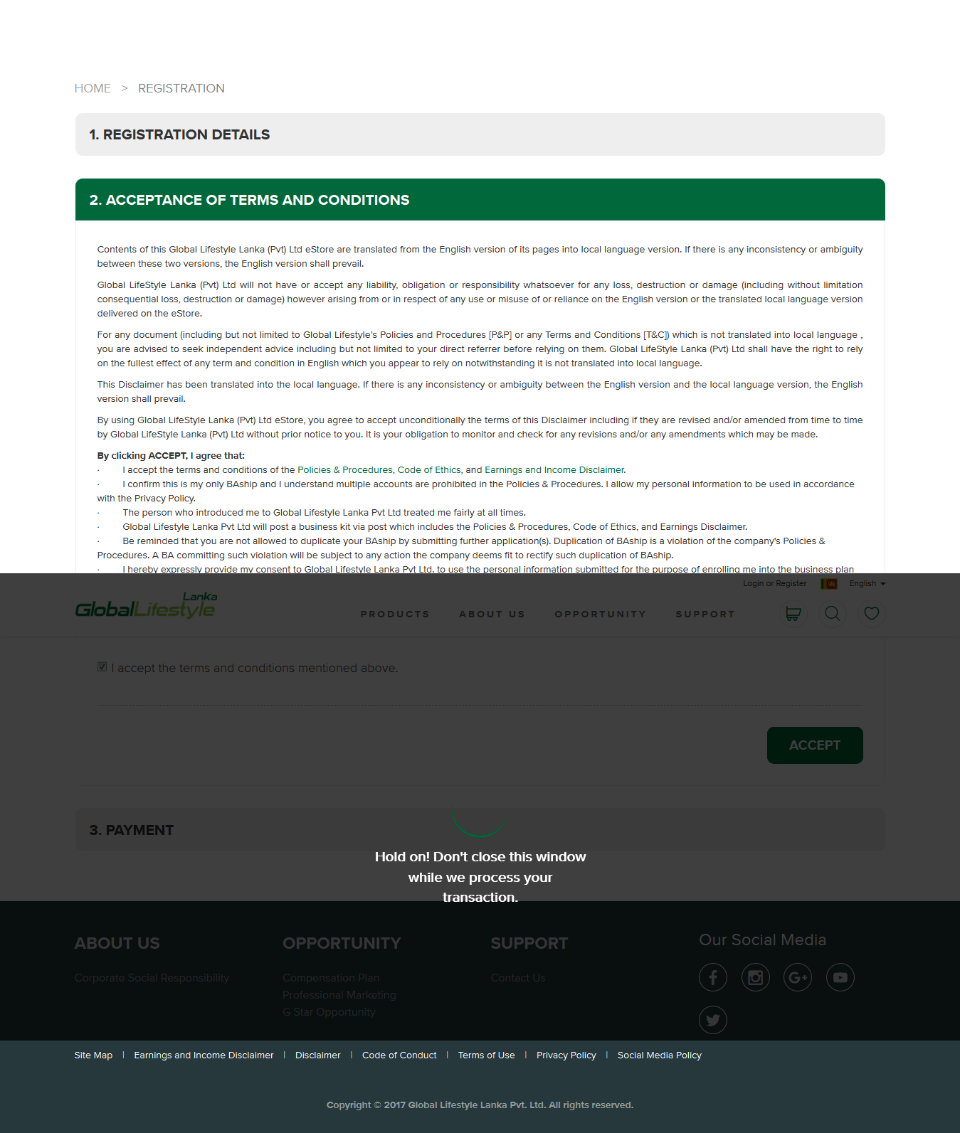 HOME > REGISTRATION
1. REGISTRATION DETAILS
2. ACCEPTANCE OF TERMS AND CONDITIONS
Contents of this Global Lifestyle Lanka (Pvt) Ltd eStore are translated from the English version of its pages into local language version. If there is any inconsistency or ambiguity
between these two versions, the English version shall prevail.
Global LifeStyle Lanka (Pvt) Ltd will not have or accept any liability, obligation or responsibility whatsoever for any loss, destruction or damage (including without limitation
consequential loss, destruction or damage) however arising from or in respect of any use or misuse of or reliance on the English version or the translated local language version
delivered on the eStore.
For any document (including but not limited to Global Lifestyle's Policies and Procedures [P&P] or any Terms and Conditions [T&C]) which is not translated into local language ,
you are advised to seek independent advice including but not limited to your direct referrer before relying on them. Global LifeStyle Lanka (Pvt) Ltd shall have the right to rely
on the fullest effect of any term and condition in English which you appear to rely on notwithstanding it is not translated into local language.
This Disclaimer has been translated into the local language. If there is any inconsistency or ambiguity between the English version and the local language version, the English
version shall prevail.
By using Global LifeStyle Lanka (Pvt) Ltd eStore, you agree to accept unconditionally the terms of this Disclaimer including if they are revised and/or amended from time to time
by Global LifeStyle Lanka (Pvt) Ltd without prior notice to you. It is your obligation to monitor and check for any revisions and/or any amendments which may be made.
By clicking ACCEPT, I agree that:
· I accept the terms and conditions of the Policies & Procedures, Code of Ethics, and Earnings and Income Disclaimer.
· I confirm this is my only BAship and I understand multiple accounts are prohibited in the Policies & Procedures. I allow my personal information to be used in accordance
with the Privacy Policy.
· The person who introduced me to Global Lifestyle Lanka Pvt Ltd treated me fairly at all times.
· Global Lifestyle Lanka Pvt Ltd will post a business kit via post which includes the Policies & Procedures, Code of Ethics, and Earnings Disclaimer.
· Be reminded that you are not allowed to duplicate your BAship by submitting further application(s). Duplication of BAship is a violation of the company's Policies &
Procedures. A BA committing such violation will be subject to any action the company deems fit to rectify such duplication of BAship.
· I hereby expressly provide my consent to Global Lifestyle Lanka Pvt Ltd. to use the personal information submitted for the purpose of enrolling me into the business plan
Login or Register English
Lanka
GlobalLifestyle
PRODUCTS ABOUT US OPPORTUNITY SUPPORT
I accept the terms and conditions mentioned above.
ACCEPT
3. PAYMENT
Hold on! Don't close this window
while we process your
transaction.
ABOUT US OPPORTUNITY SUPPORT Our Social Media
Corporate Social Responsibility Compensation Plan Contact Us
Professional Marketing
G Star Opportunity
Site Map | Earnings and Income Disclaimer | Disclaimer | Code of Conduct | Terms of Use | Privacy Policy | Social Media Policy
Copyright © 2017 Global Lifestyle Lanka Pvt. Ltd. All rights reserved.